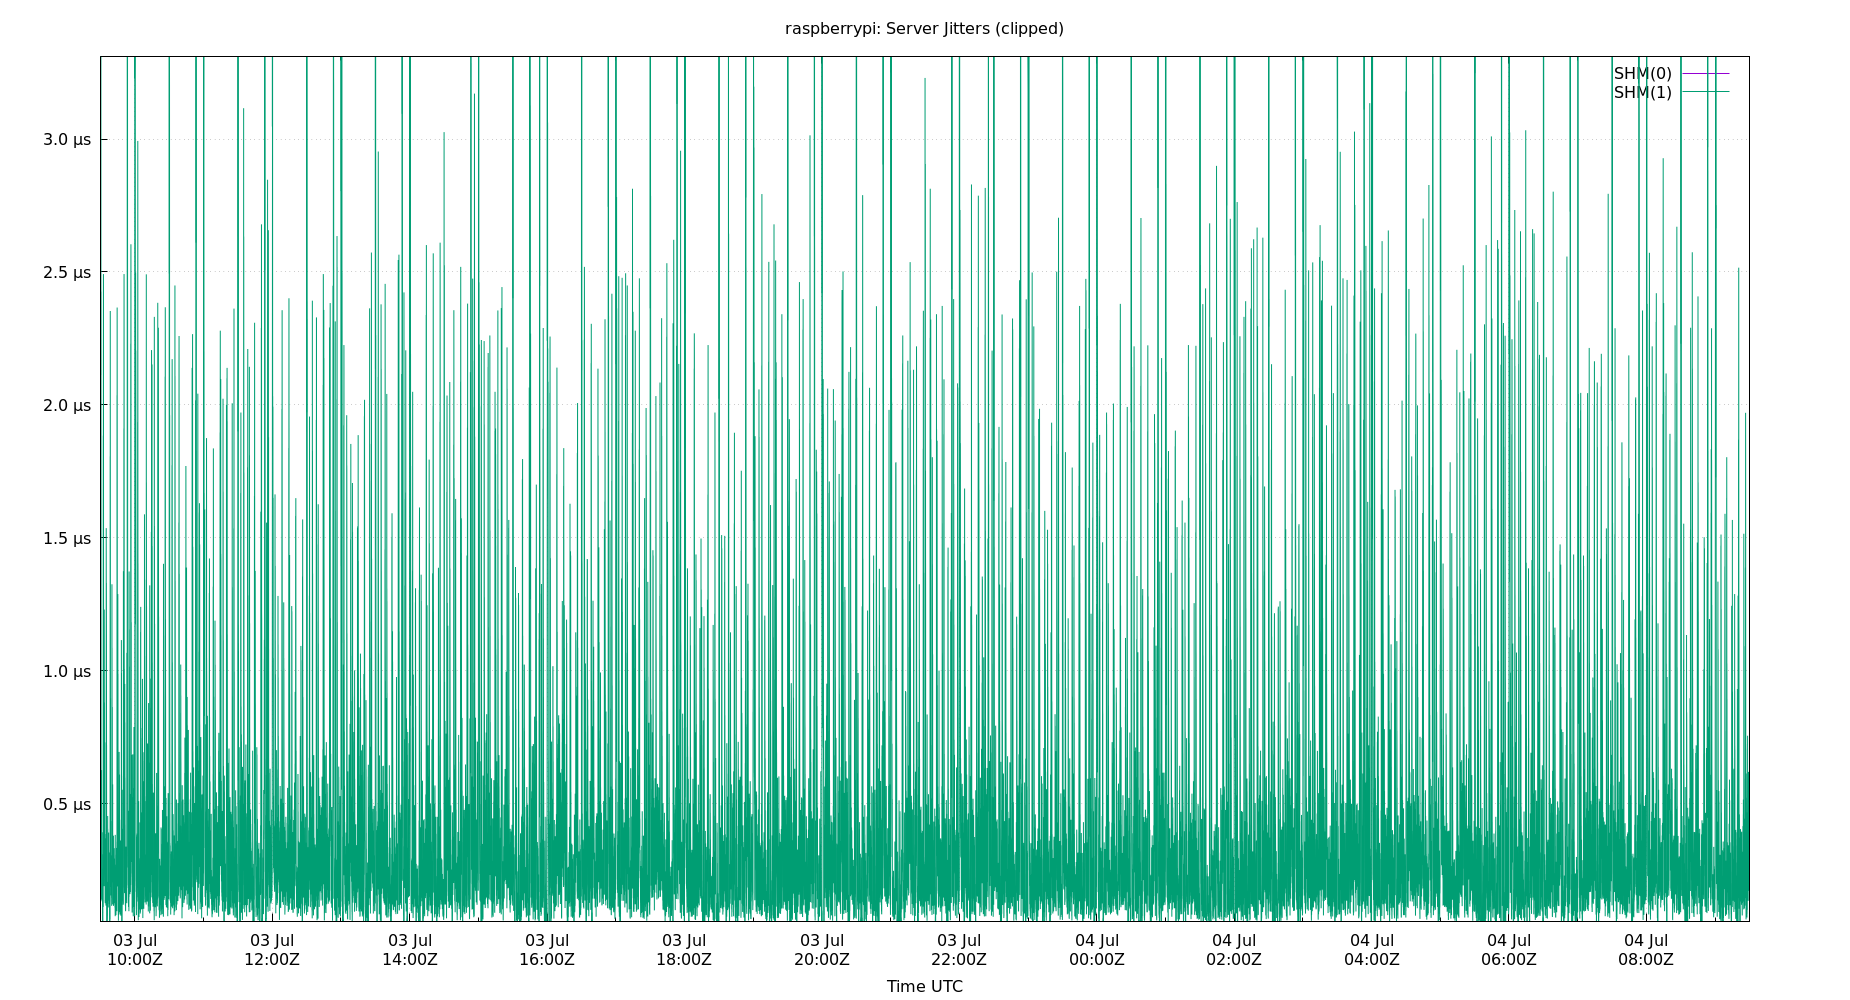 raspberrypi: Server Jitters (clipped)
SHM(0)
SHM(1)
3.0 μs
2.5 μs
2.0 μs
1.5 μs
1.0 μs
0.5 μs
03 Jul 03 Jul 03 Jul 03 Jul 03 Jul 03 Jul 03 Jul 04 Jul 04 Jul 04 Jul 04 Jul 04 Jul
10:00Z 12:00Z 14:00Z 16:00Z 18:00Z 20:00Z 22:00Z 00:00Z 02:00Z 04:00Z 06:00Z 08:00Z
Time UTC